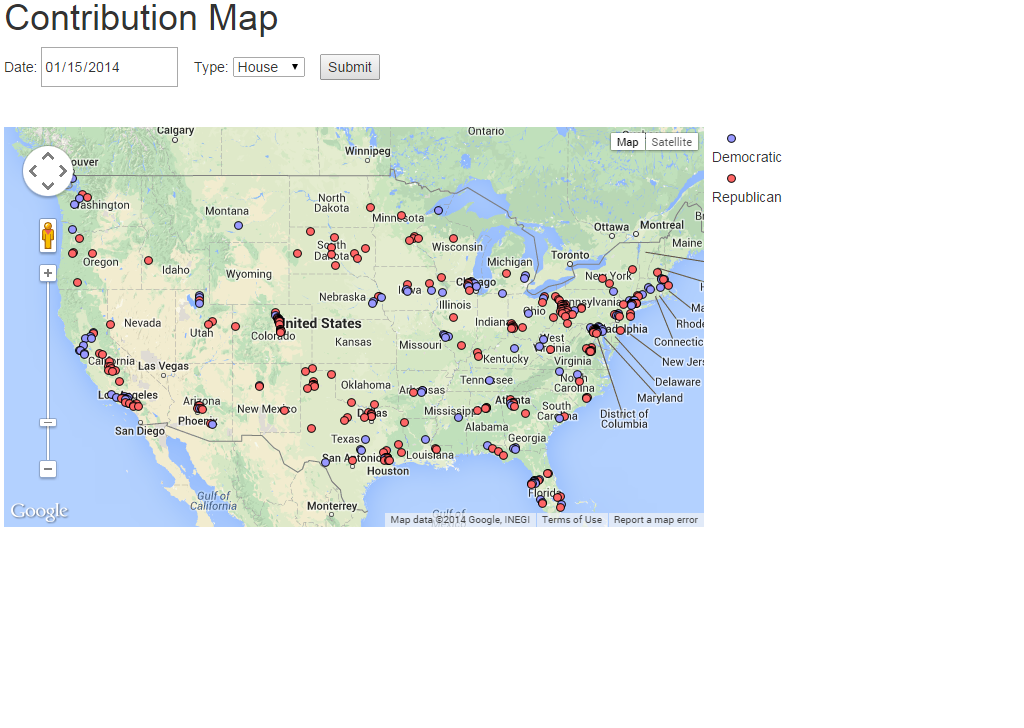 Contribution Map
Date: 01/15/2014 Type: House Submit
Calgary
Ontario
Map Satellite
Winnipeg
Democratic
Republican
Montana
North
Dakota
Minnesota
Ottawa
Montreal
Maine
Wisconsin
South
Dakota
Oregon
Idaho
Michigan
Toronto
Wyoming
New York
Chicago
Nebraska
Iowa
Illinois
Ohio
Pennsylvania
Rhode
Nevada
Utah
Colorado
United States
Kansas
Missouri
Indiana
West
Virginia
Connectic
Kentucky
Virginia
New Jers
California
Las Vegas
Oklahoma
Arkansas
Tennessee
North
Carolina
Delaware
Maryland
Los Angeles
Arizona
Phoenix
New Mexico
Dallas
Mississippi
Atlanta
South
Carolina
District of
Columbia
San Diego
Texas
Alabama
Georgia
San Antonio
Louisiana
Houston
Gulf of
California
Monterrey
Florida
Gulf of
Google
Map data ©2014 Google, INEGI Terms of Use Report a map error